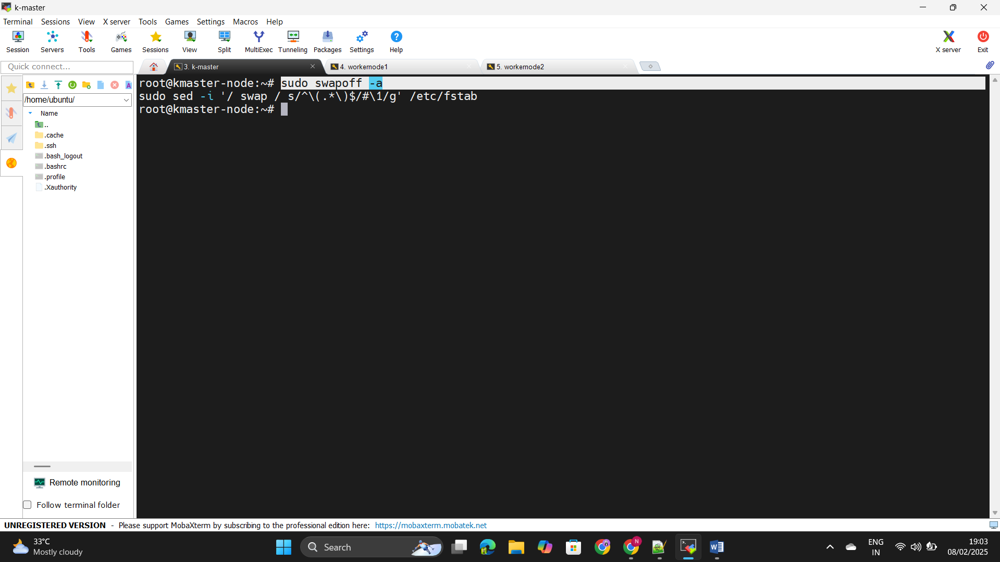 k-master
Terminal Sessions View X server Tools Games Settings Macros Help
Session Servers Tools Games Sessions View Split MultiExec Tunneling Packages Settings Help X server Exit
Quick connect...
3. k-master
4. workernode1
5. workernode2
/home/ubuntu/
Name
..
.cache
.ssh
.bash_logout
.bashrc
.profile
.Xauthority
Remote monitoring
Follow terminal folder
root@kmaster-node:~# sudo swapoff -a
sudo sed -i '/ swap / s/^\(.*\)$/#\1/g' /etc/fstab
root@kmaster-node:~#
UNREGISTERED VERSION - Please support MobaXterm by subscribing to the professional edition here: https://mobaxterm.mobatek.net
33°C
Mostly cloudy
Search
ENG
IN
19:03
08/02/2025